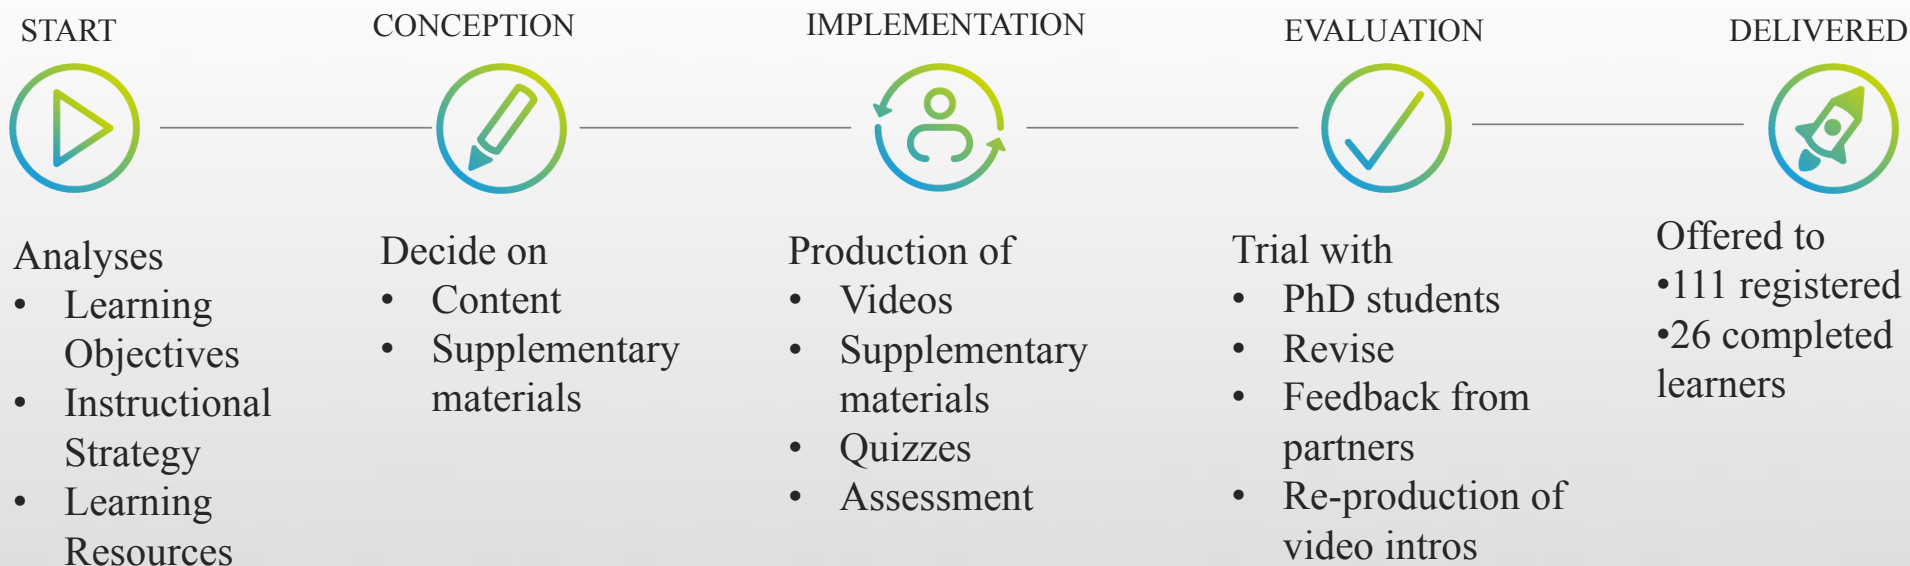 START
Analyses
• Learning
Objectives
• Instructional
Strategy
• Learning
Resources
CONCEPTION
Decide on
• Content
• Supplementary
materials
IMPLEMENTATION
Production of
• Videos
• Supplementary
materials
• Quizzes
• Assessment
EVALUATION
Trial with
• PhD students
• Revise
• Feedback from
partners
• Re-production of
video intros
DELIVERED
Offered to
•111 registered
•26 completed
learners